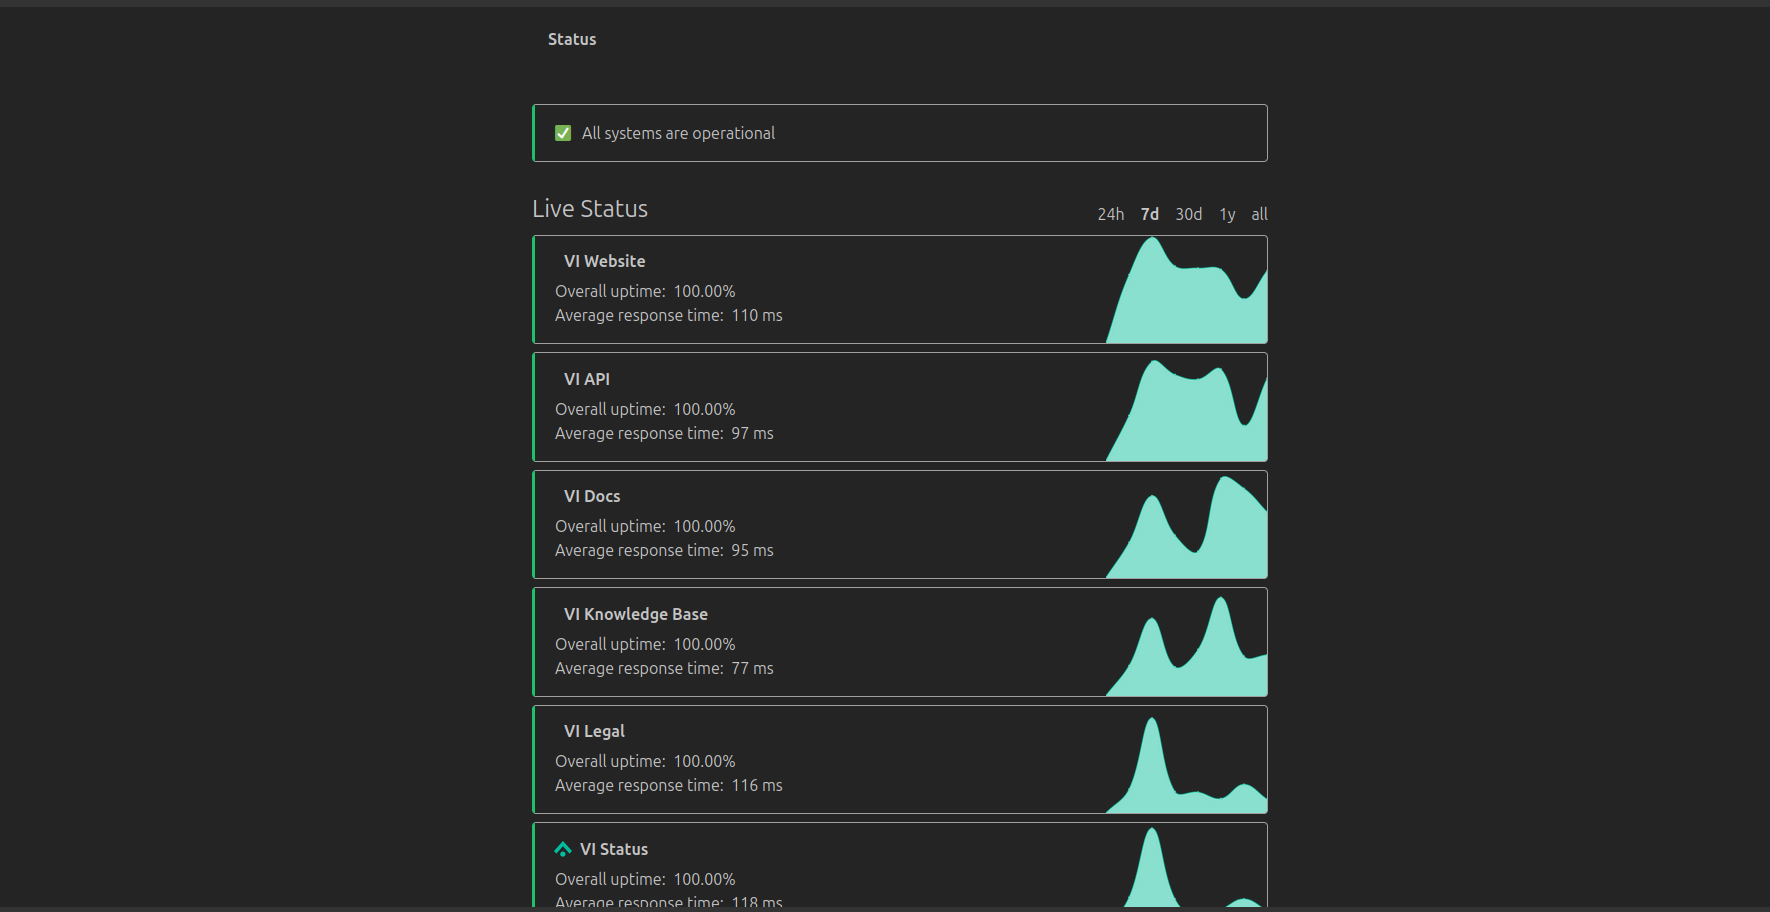 Status
✅ All systems are operational
Live Status
24h 7d 30d 1y all
VI Website
Overall uptime: 100.00%
Average response time: 110 ms
VI API
Overall uptime: 100.00%
Average response time: 97 ms
VI Docs
Overall uptime: 100.00%
Average response time: 95 ms
VI Knowledge Base
Overall uptime: 100.00%
Average response time: 77 ms
VI Legal
Overall uptime: 100.00%
Average response time: 116 ms
VI Status
Overall uptime: 100.00%
Average response time: 118 ms